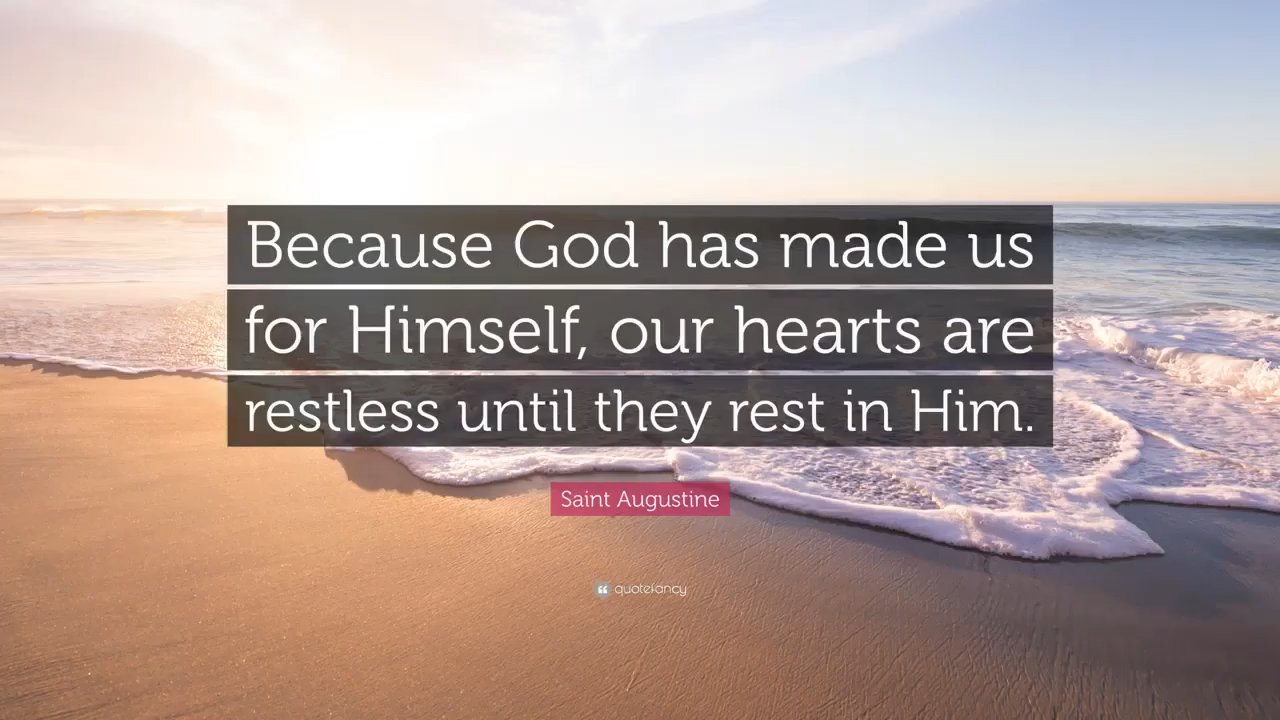 Because God has made us
for Himself, our hearts are
restless until they rest in Him.
Saint Augustine
quotefancy